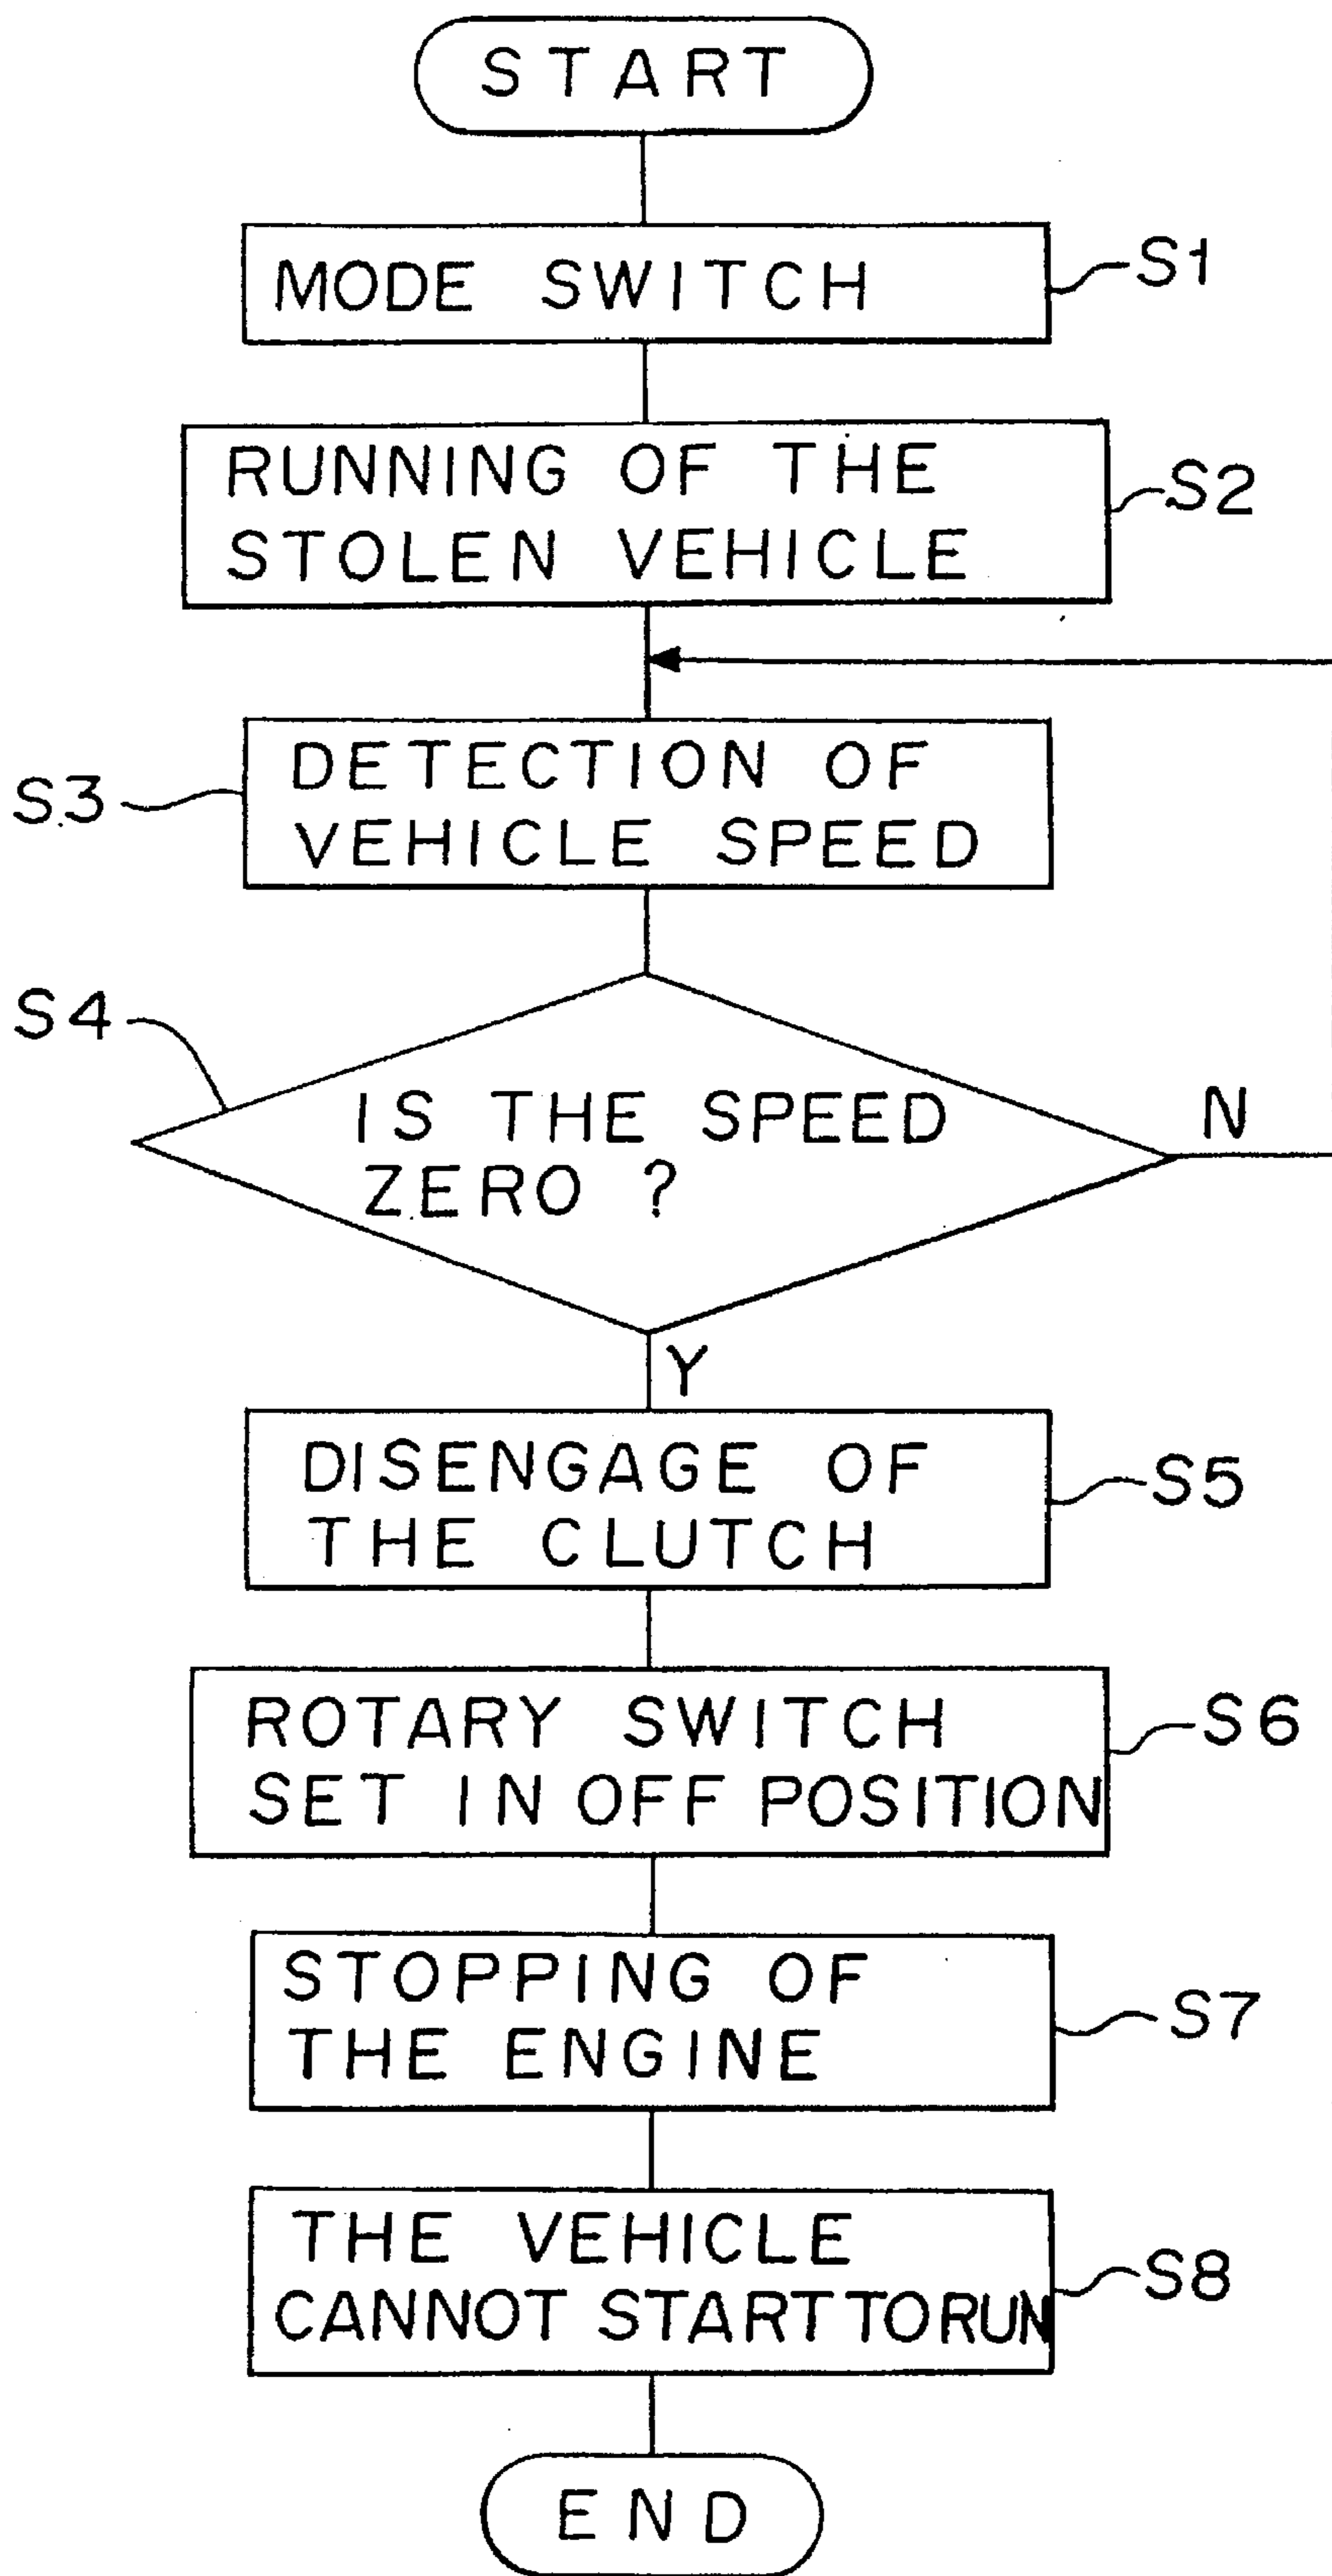 START
MODE SWITCH
S1
RUNNING OF THE
STOLEN VEHICLE
S2
DETECTION OF
VEHICLE SPEED
S3
S4
IS THE SPEED
ZERO ?
N
Y
DISENGAGE OF
THE CLUTCH
S5
ROTARY SWITCH
SET IN OFF POSITION
S6
STOPPING OF
THE ENGINE
S7
THE VEHICLE
CANNOT START TO RUN
S8
END